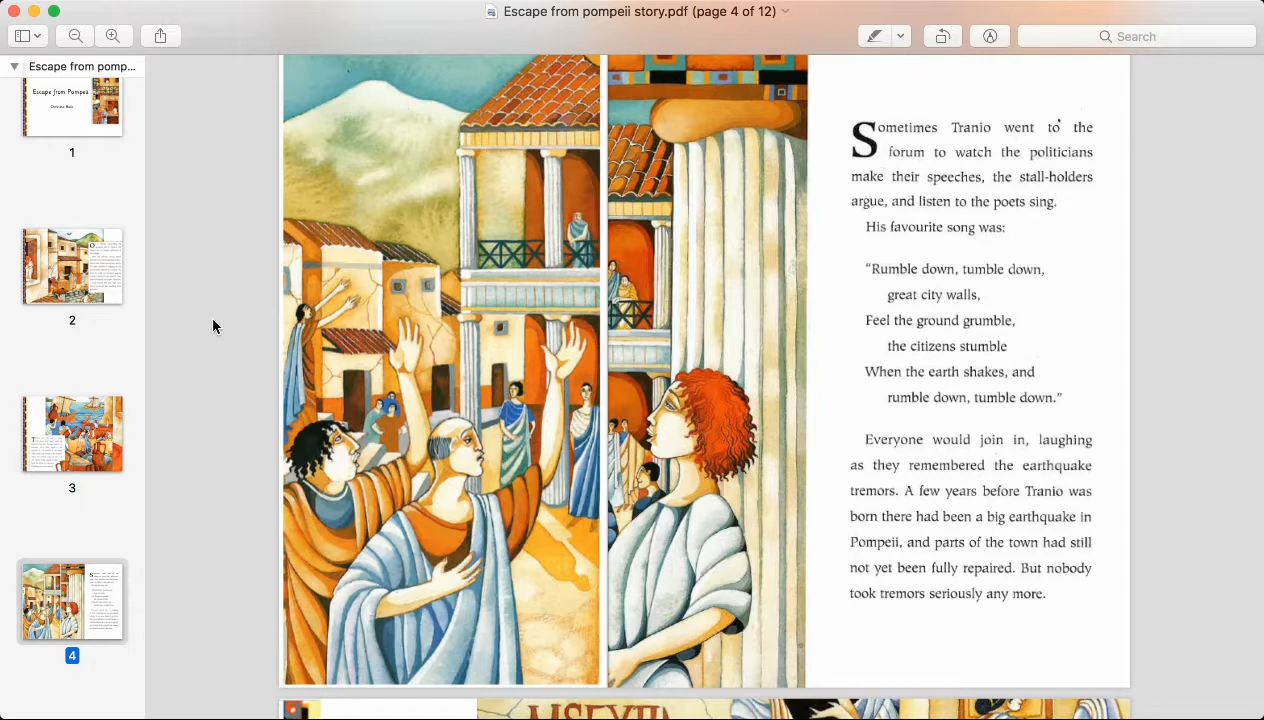 Escape from pompeii story.pdf (page 4 of 12)
Search
Escape from pomp...
Escape from Pompeii
Christina Balit
1
2
3
4
Sometimes Tranio went to the
forum to watch the politicians
make their speeches, the stall-holders
argue, and listen to the poets sing.
His favourite song was:
“Rumble down, tumble down,
great city walls,
Feel the ground grumble,
the citizens stumble
When the earth shakes, and
rumble down, tumble down.”
Everyone would join in, laughing
as they remembered the earthquake
tremors. A few years before Tranio was
born there had been a big earthquake in
Pompeii, and parts of the town had still
not yet been fully repaired. But nobody
took tremors seriously any more.